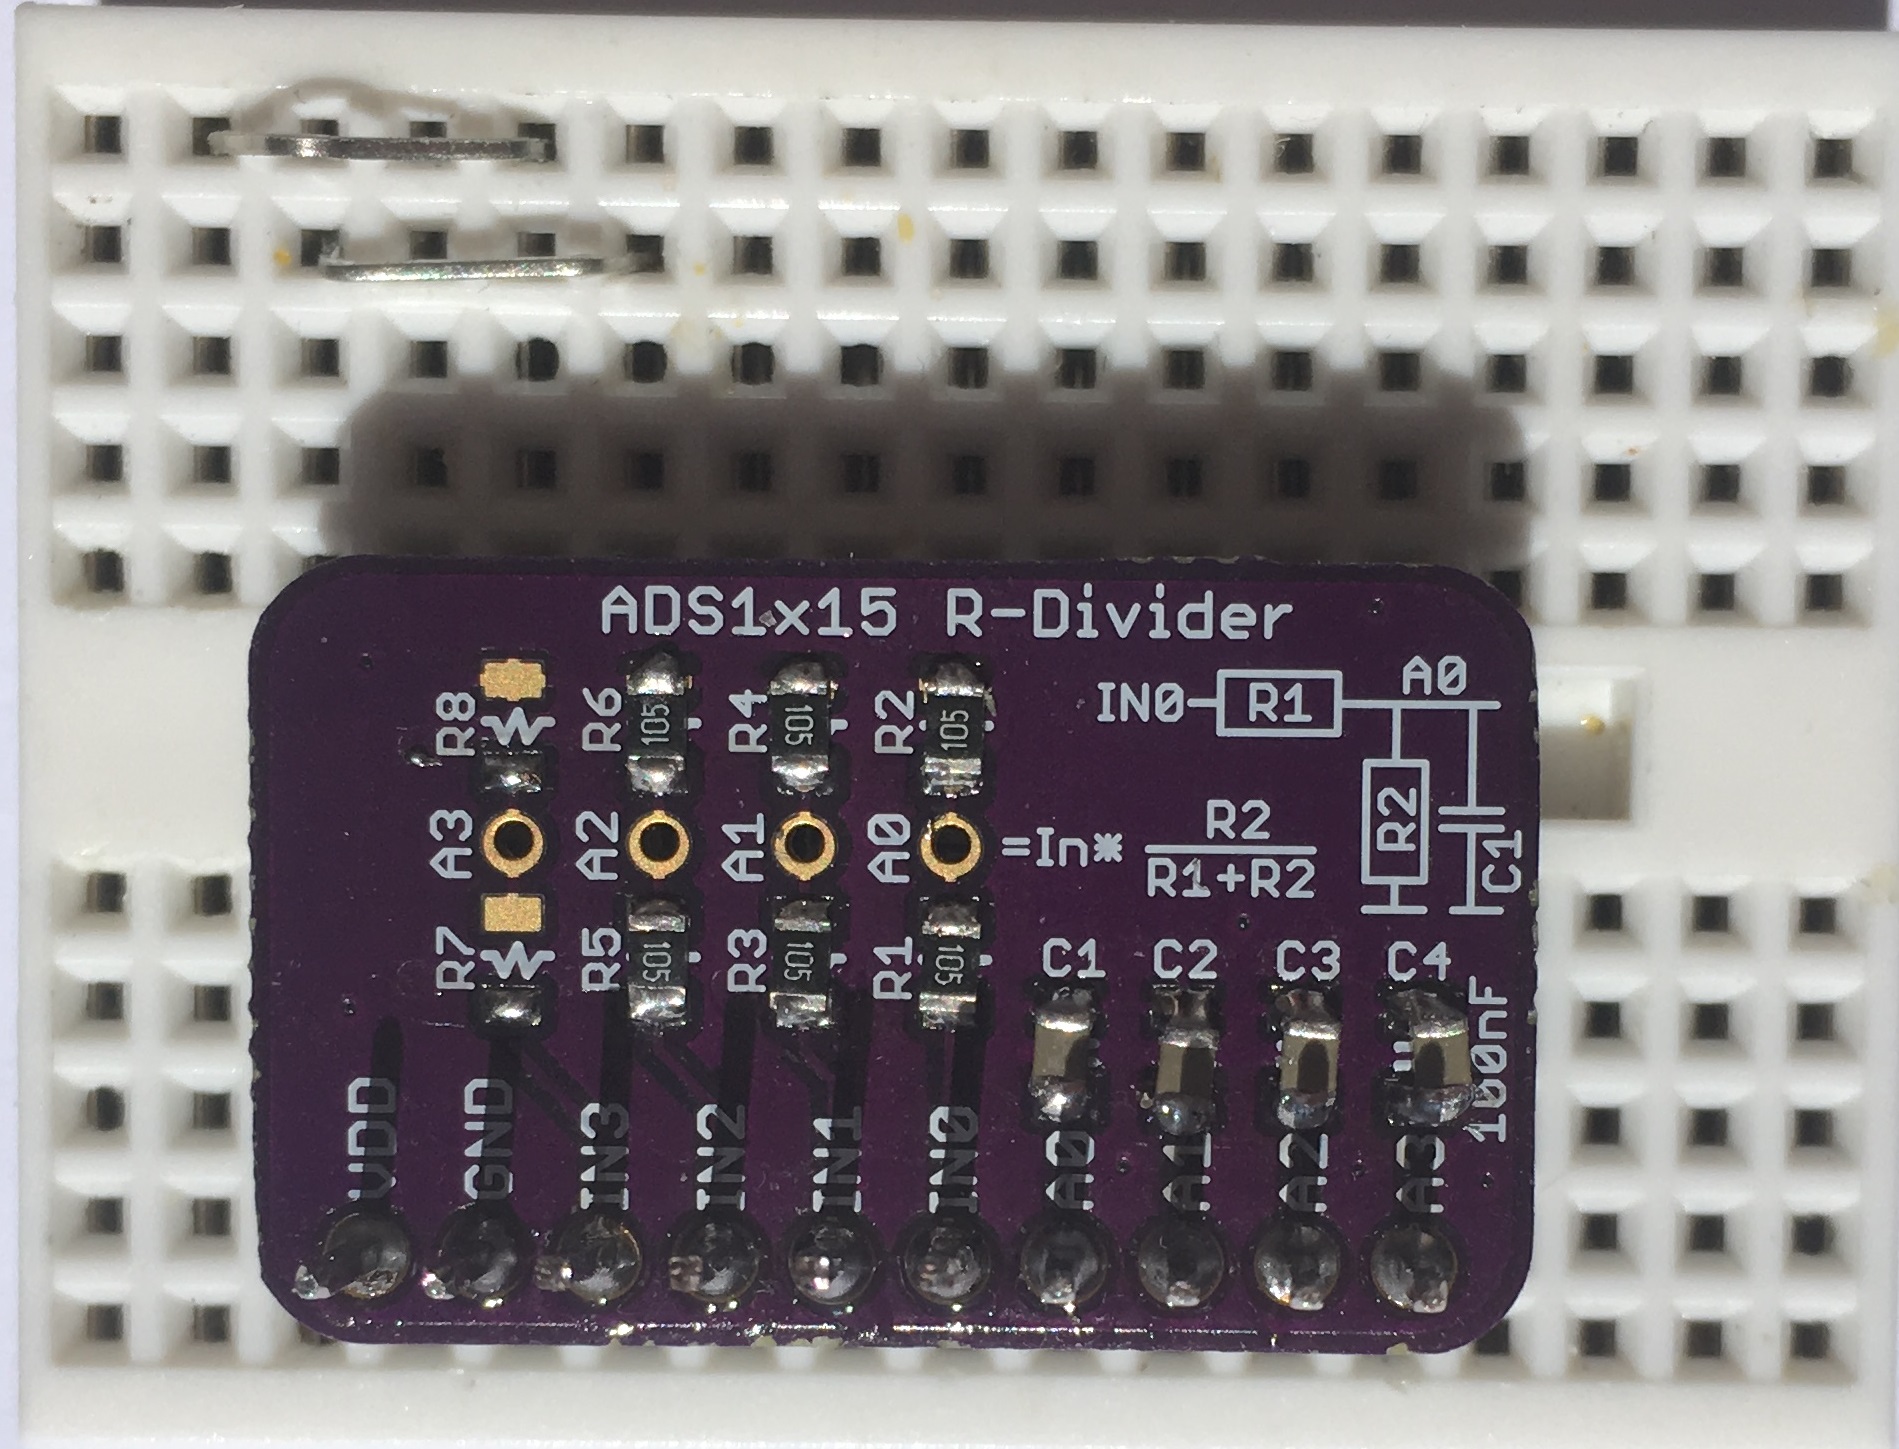 ADS1x15 R-Divider
R8 R6 R4 R2
105 105 105
IN0 R1 A0
R2 C1
A3 A2 A1 A0 =In* R2
R1+R2
R7 R5 R3 R1
105 105 105
C1 C2 C3 C4
100nF
VDD GND IN3 IN2 IN1 IN0 A0 A1 A2 A3